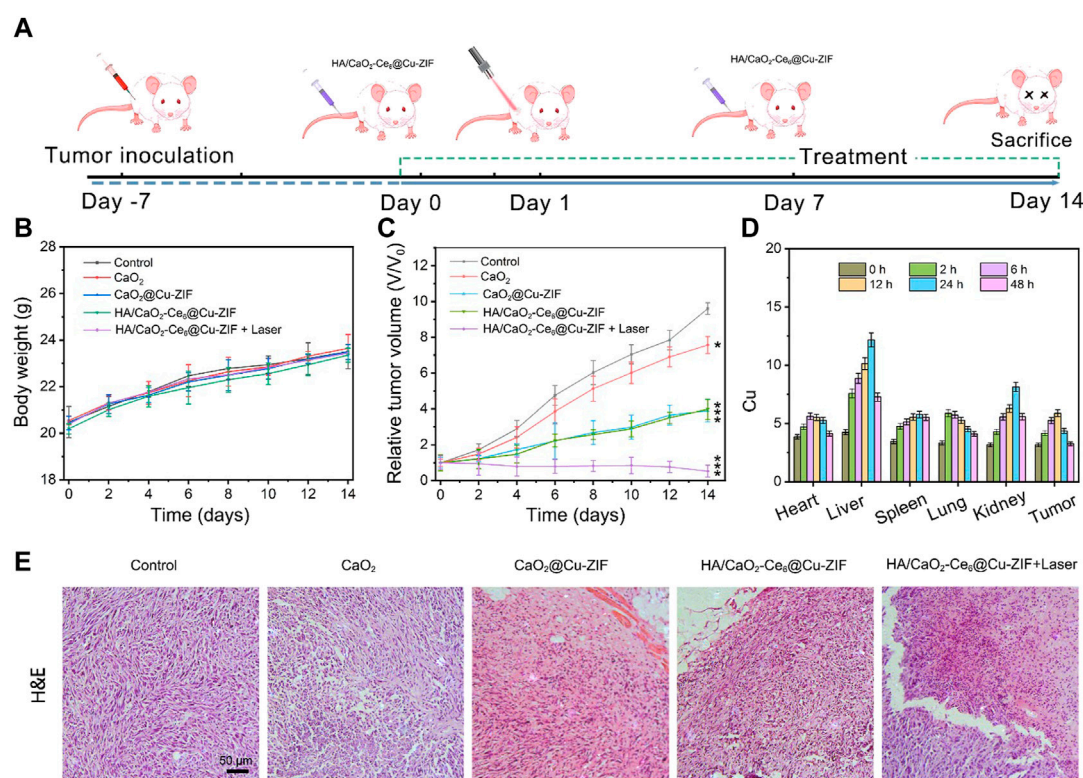 A
HA/CaO₂-Ce₆@Cu-ZIF
HA/CaO₂-Ce₆@Cu-ZIF
Sacrifice
Tumor inoculation
Treatment
Day -7
Day 0
Day 1
Day 7
Day 14
B
28
26
24
22
20
18
Body weight (g)
Control
CaO₂
CaO₂@Cu-ZIF
HA/CaO₂-Ce₆@Cu-ZIF
HA/CaO₂-Ce₆@Cu-ZIF + Laser
0 2 4 6 8 10 12 14
Time (days)
C
12
10
8
6
4
2
0
Relative tumor volume (V/V₀)
Control
CaO₂
CaO₂@Cu-ZIF
HA/CaO₂-Ce₆@Cu-ZIF
HA/CaO₂-Ce₆@Cu-ZIF + Laser
*
***
***
0 2 4 6 8 10 12 14
Time (days)
D
20
15
10
5
0
Cu
0 h 2 h 6 h
12 h 24 h 48 h
Heart Liver Spleen Lung Kidney Tumor
E
Control CaO₂ CaO₂@Cu-ZIF HA/CaO₂-Ce₆@Cu-ZIF HA/CaO₂-Ce₆@Cu-ZIF+Laser
H&E
50 μm